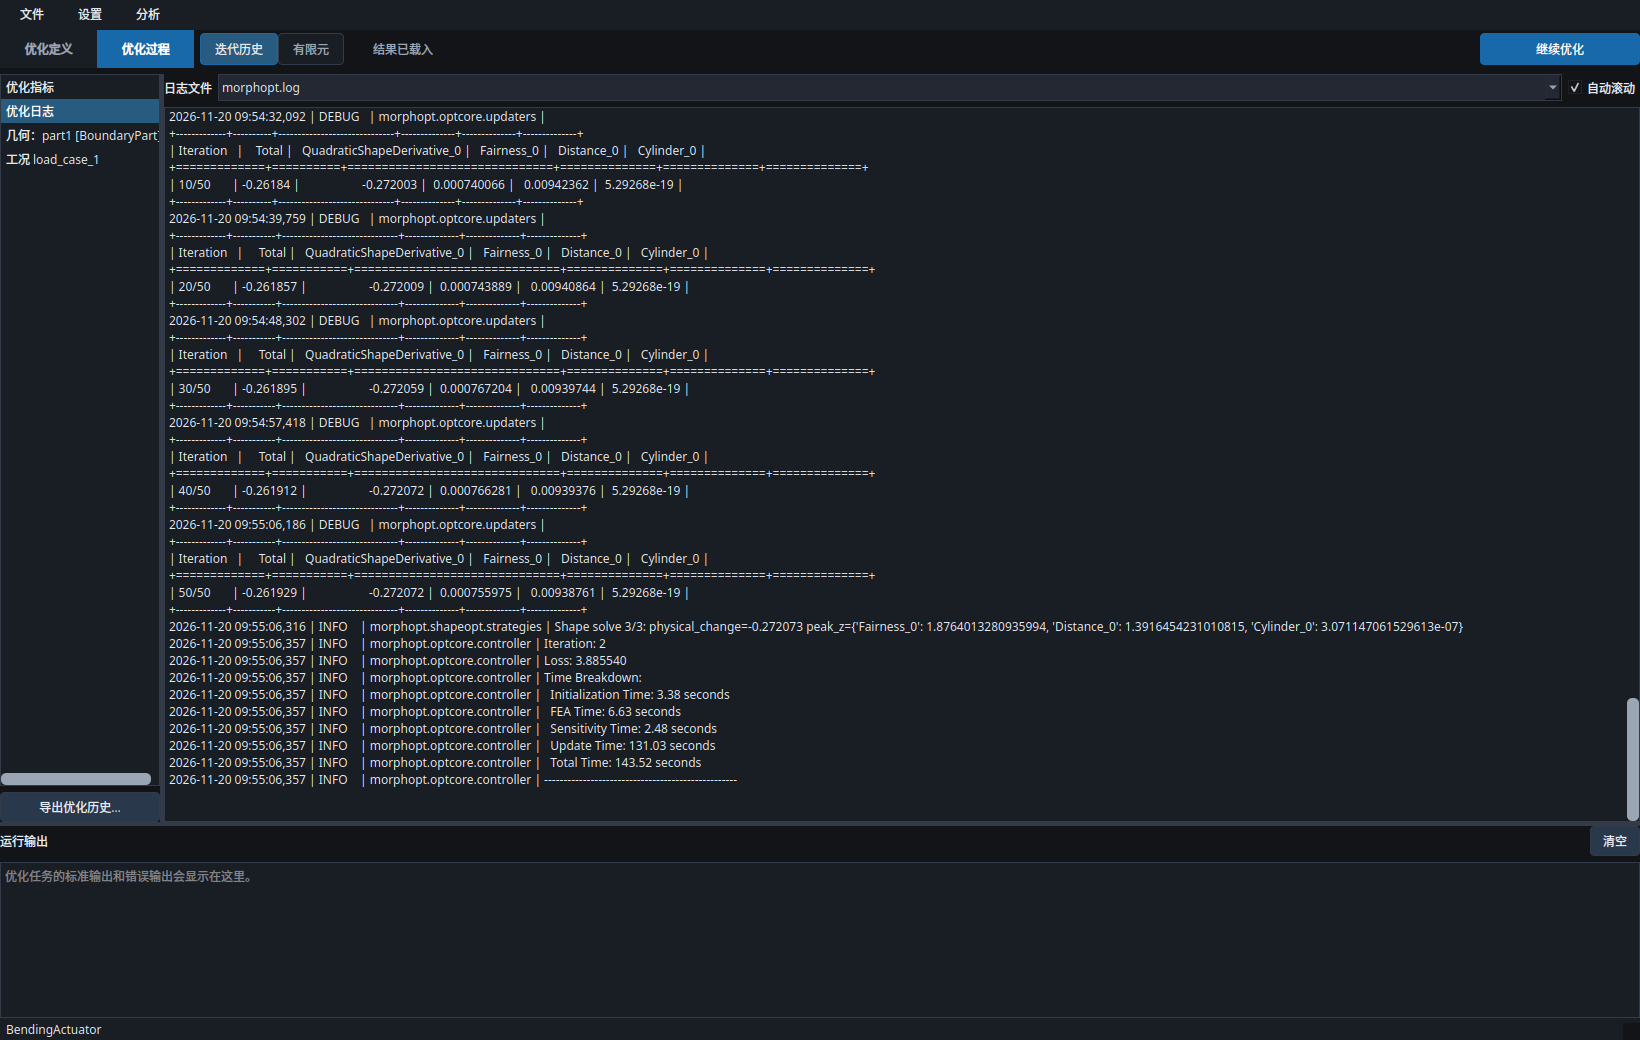 文件 设置 分析
优化定义 优化过程 迭代历史 有限元 结果已载入 继续优化
优化指标
优化日志
几何: part1 [BoundaryPart]
工况 load_case_1
导出优化历史...
日志文件 morphopt.log ✓ 自动滚动
2026-11-20 09:54:32,092 | DEBUG | morphopt.optcore.updaters |
+-------------+----------+-----------------------------+--------------+-------------+--------------+
| Iteration | Total | QuadraticShapeDerivative_0 | Fairness_0 | Distance_0 | Cylinder_0 |
+=============+==========+=============================+==============+=============+==============+
| 10/50 | -0.26184 | -0.272003 | 0.000740066 | 0.00942362 | 5.29268e-19 |
+-------------+----------+-----------------------------+--------------+-------------+--------------+
2026-11-20 09:54:39,759 | DEBUG | morphopt.optcore.updaters |
+-------------+-----------+-----------------------------+--------------+-------------+--------------+
| Iteration | Total | QuadraticShapeDerivative_0 | Fairness_0 | Distance_0 | Cylinder_0 |
+=============+===========+=============================+==============+=============+==============+
| 20/50 | -0.261857 | -0.272009 | 0.000743889 | 0.00940864 | 5.29268e-19 |
+-------------+-----------+-----------------------------+--------------+-------------+--------------+
2026-11-20 09:54:48,302 | DEBUG | morphopt.optcore.updaters |
+-------------+-----------+-----------------------------+--------------+-------------+--------------+
| Iteration | Total | QuadraticShapeDerivative_0 | Fairness_0 | Distance_0 | Cylinder_0 |
+=============+===========+=============================+==============+=============+==============+
| 30/50 | -0.261895 | -0.272059 | 0.000767204 | 0.00939744 | 5.29268e-19 |
+-------------+-----------+-----------------------------+--------------+-------------+--------------+
2026-11-20 09:54:57,418 | DEBUG | morphopt.optcore.updaters |
+-------------+-----------+-----------------------------+--------------+-------------+--------------+
| Iteration | Total | QuadraticShapeDerivative_0 | Fairness_0 | Distance_0 | Cylinder_0 |
+=============+===========+=============================+==============+=============+==============+
| 40/50 | -0.261912 | -0.272072 | 0.000766281 | 0.00939376 | 5.29268e-19 |
+-------------+-----------+-----------------------------+--------------+-------------+--------------+
2026-11-20 09:55:06,186 | DEBUG | morphopt.optcore.updaters |
+-------------+-----------+-----------------------------+--------------+-------------+--------------+
| Iteration | Total | QuadraticShapeDerivative_0 | Fairness_0 | Distance_0 | Cylinder_0 |
+=============+===========+=============================+==============+=============+==============+
| 50/50 | -0.261929 | -0.272072 | 0.000755975 | 0.00938761 | 5.29268e-19 |
+-------------+-----------+-----------------------------+--------------+-------------+--------------+
2026-11-20 09:55:06,316 | INFO | morphopt.shapeopt.strategies | Shape solve 3/3: physical_change=-0.272073 peak_z={'Fairness_0': 1.8764013280935994, 'Distance_0': 1.3916454231010815, 'Cylinder_0': 3.071147061529613e-07}
2026-11-20 09:55:06,357 | INFO | morphopt.optcore.controller | Iteration: 2
2026-11-20 09:55:06,357 | INFO | morphopt.optcore.controller | Loss: 3.885540
2026-11-20 09:55:06,357 | INFO | morphopt.optcore.controller | Time Breakdown:
2026-11-20 09:55:06,357 | INFO | morphopt.optcore.controller | Initialization Time: 3.38 seconds
2026-11-20 09:55:06,357 | INFO | morphopt.optcore.controller | FEA Time: 6.63 seconds
2026-11-20 09:55:06,357 | INFO | morphopt.optcore.controller | Sensitivity Time: 2.48 seconds
2026-11-20 09:55:06,357 | INFO | morphopt.optcore.controller | Update Time: 131.03 seconds
2026-11-20 09:55:06,357 | INFO | morphopt.optcore.controller | Total Time: 143.52 seconds
2026-11-20 09:55:06,357 | INFO | morphopt.optcore.controller | --------------------------------------------------
运行输出 清空
优化任务的标准输出和错误输出会显示在这里。
BendingActuator